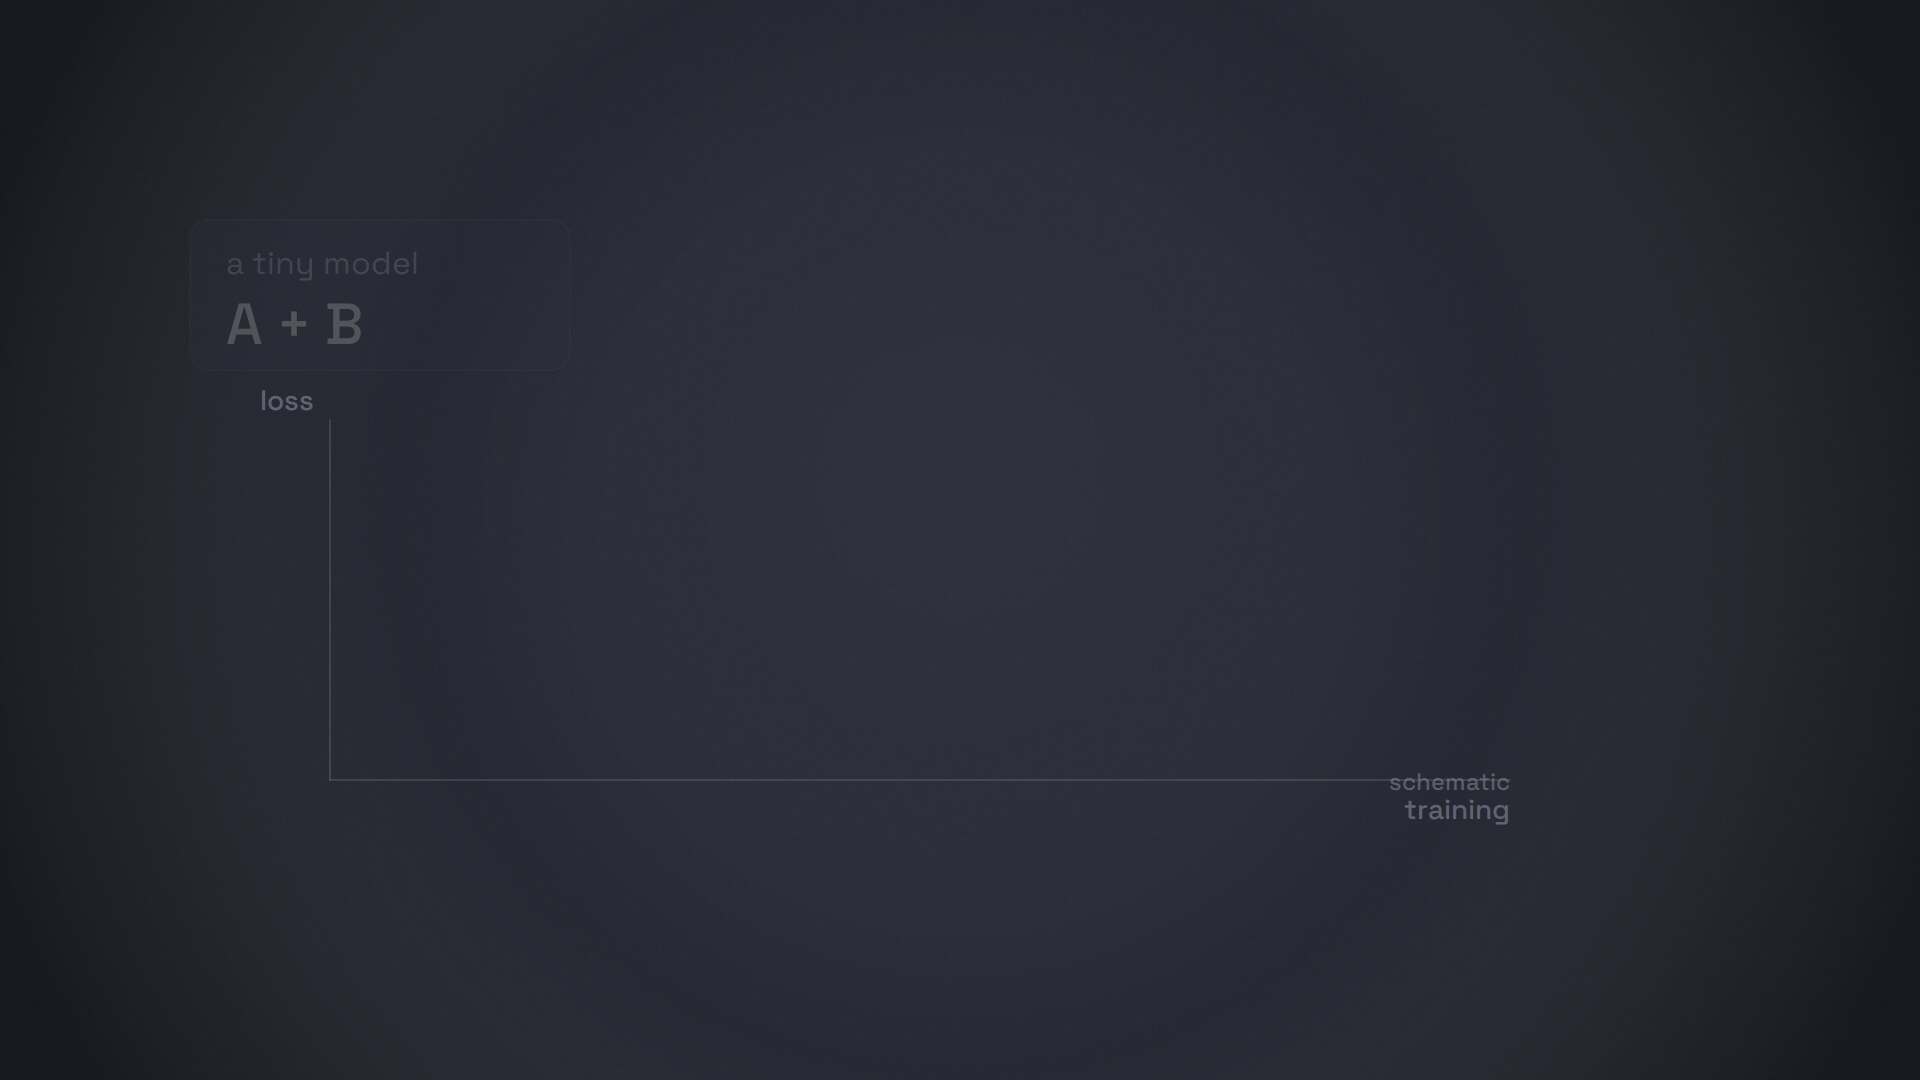 a tiny model
A + B
loss
schematic
training